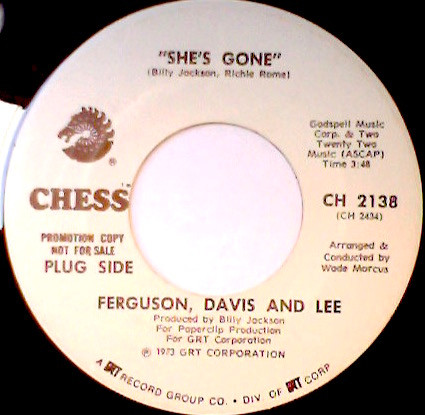 "SHE'S GONE"
(Billy Jackson, Richie Rome)
Godspell Music
Corp. & Two
Twenty Two
Music (ASCAP)
Time 3:48
®
CHESS
CH 2138
(CH 2434)
PROMOTION COPY
NOT FOR SALE
PLUG SIDE
Arranged &
Conducted by
Wade Marcus
FERGUSON, DAVIS AND LEE
Produced by Billy Jackson
For Paperclip Production
For GRT Corporation
℗ 1973 GRT CORPORATION
A GRT RECORD GROUP CO. • DIV. OF GRT CORP